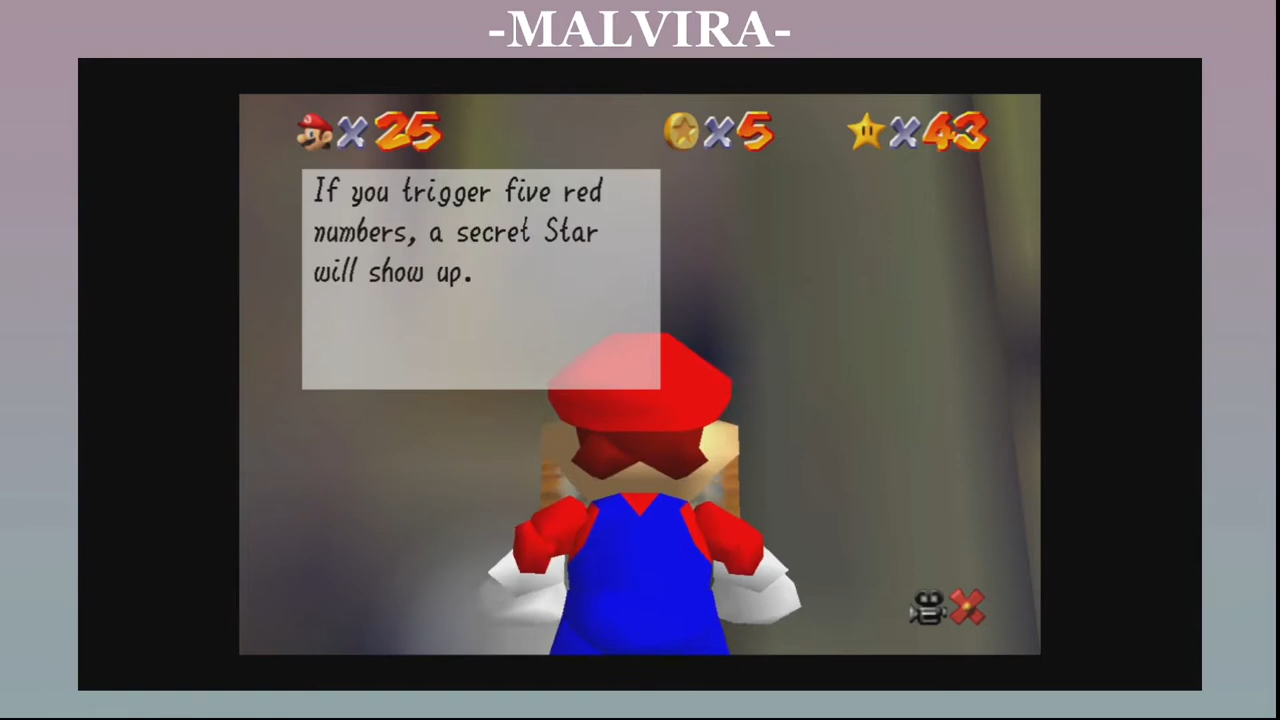 -MALVIRA-
x 25 x 5 x 43
If you trigger five red
numbers, a secret Star
will show up.